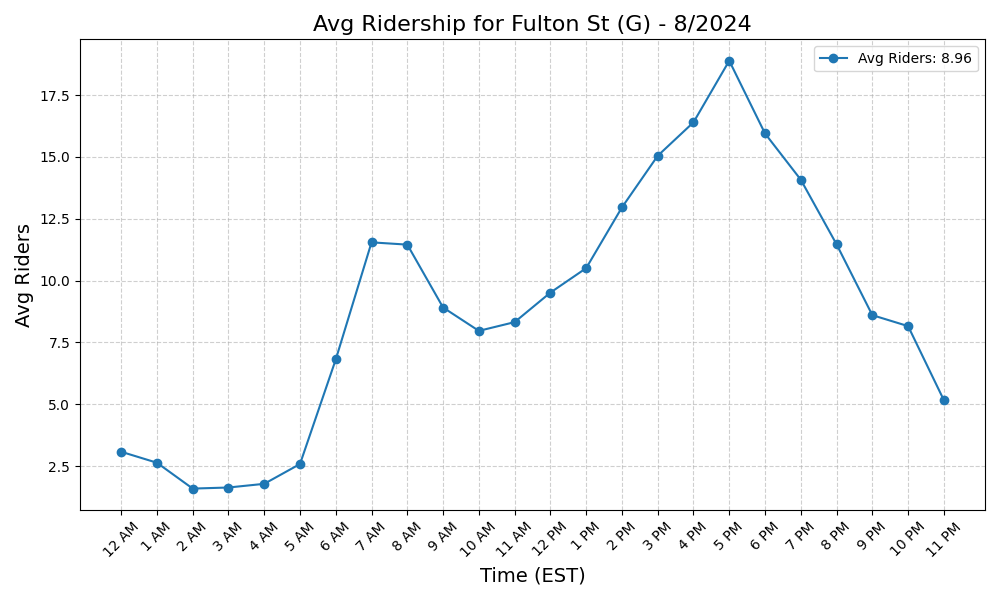 Avg Ridership for Fulton St (G) - 8/2024
Avg Riders: 8.96
Avg Riders
17.5
15.0
12.5
10.0
7.5
5.0
2.5
12 AM
1 AM
2 AM
3 AM
4 AM
5 AM
6 AM
7 AM
8 AM
9 AM
10 AM
11 AM
12 PM
1 PM
2 PM
3 PM
4 PM
5 PM
6 PM
7 PM
8 PM
9 PM
10 PM
11 PM
Time (EST)